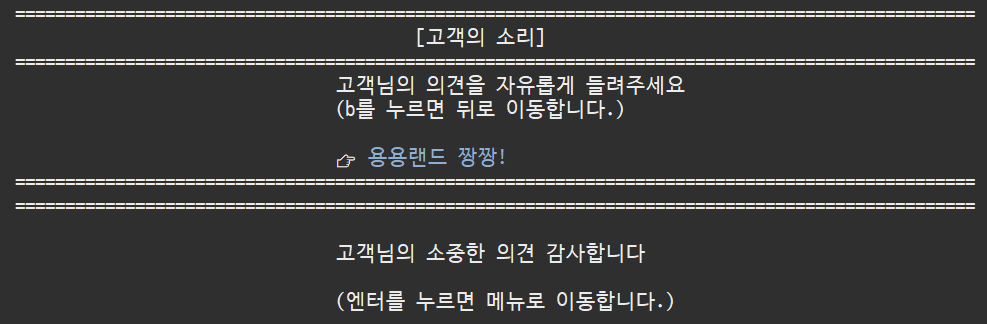 ================================================================================================
[고객의 소리]
================================================================================================
고객님의 의견을 자유롭게 들려주세요
(b를 누르면 뒤로 이동합니다.)
☞ 용용랜드 짱짱!
================================================================================================
================================================================================================
고객님의 소중한 의견 감사합니다
(엔터를 누르면 메뉴로 이동합니다.)